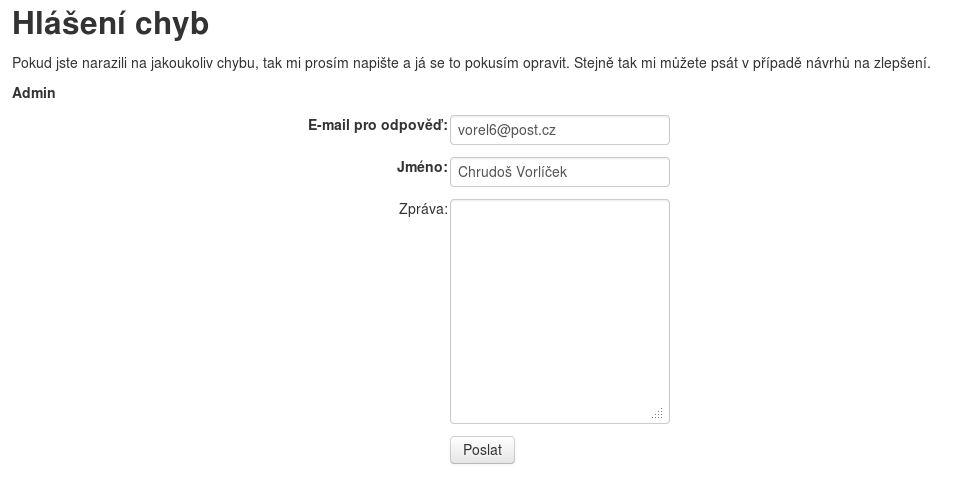 Hlášení chyb
Pokud jste narazili na jakoukoliv chybu, tak mi prosím napište a já se to pokusím opravit. Stejně tak mi můžete psát v případě návrhů na zlepšení.
Admin
E-mail pro odpověď: vorel6@post.cz
Jméno: Chrudoš Vorlíček
Zpráva:
Poslat